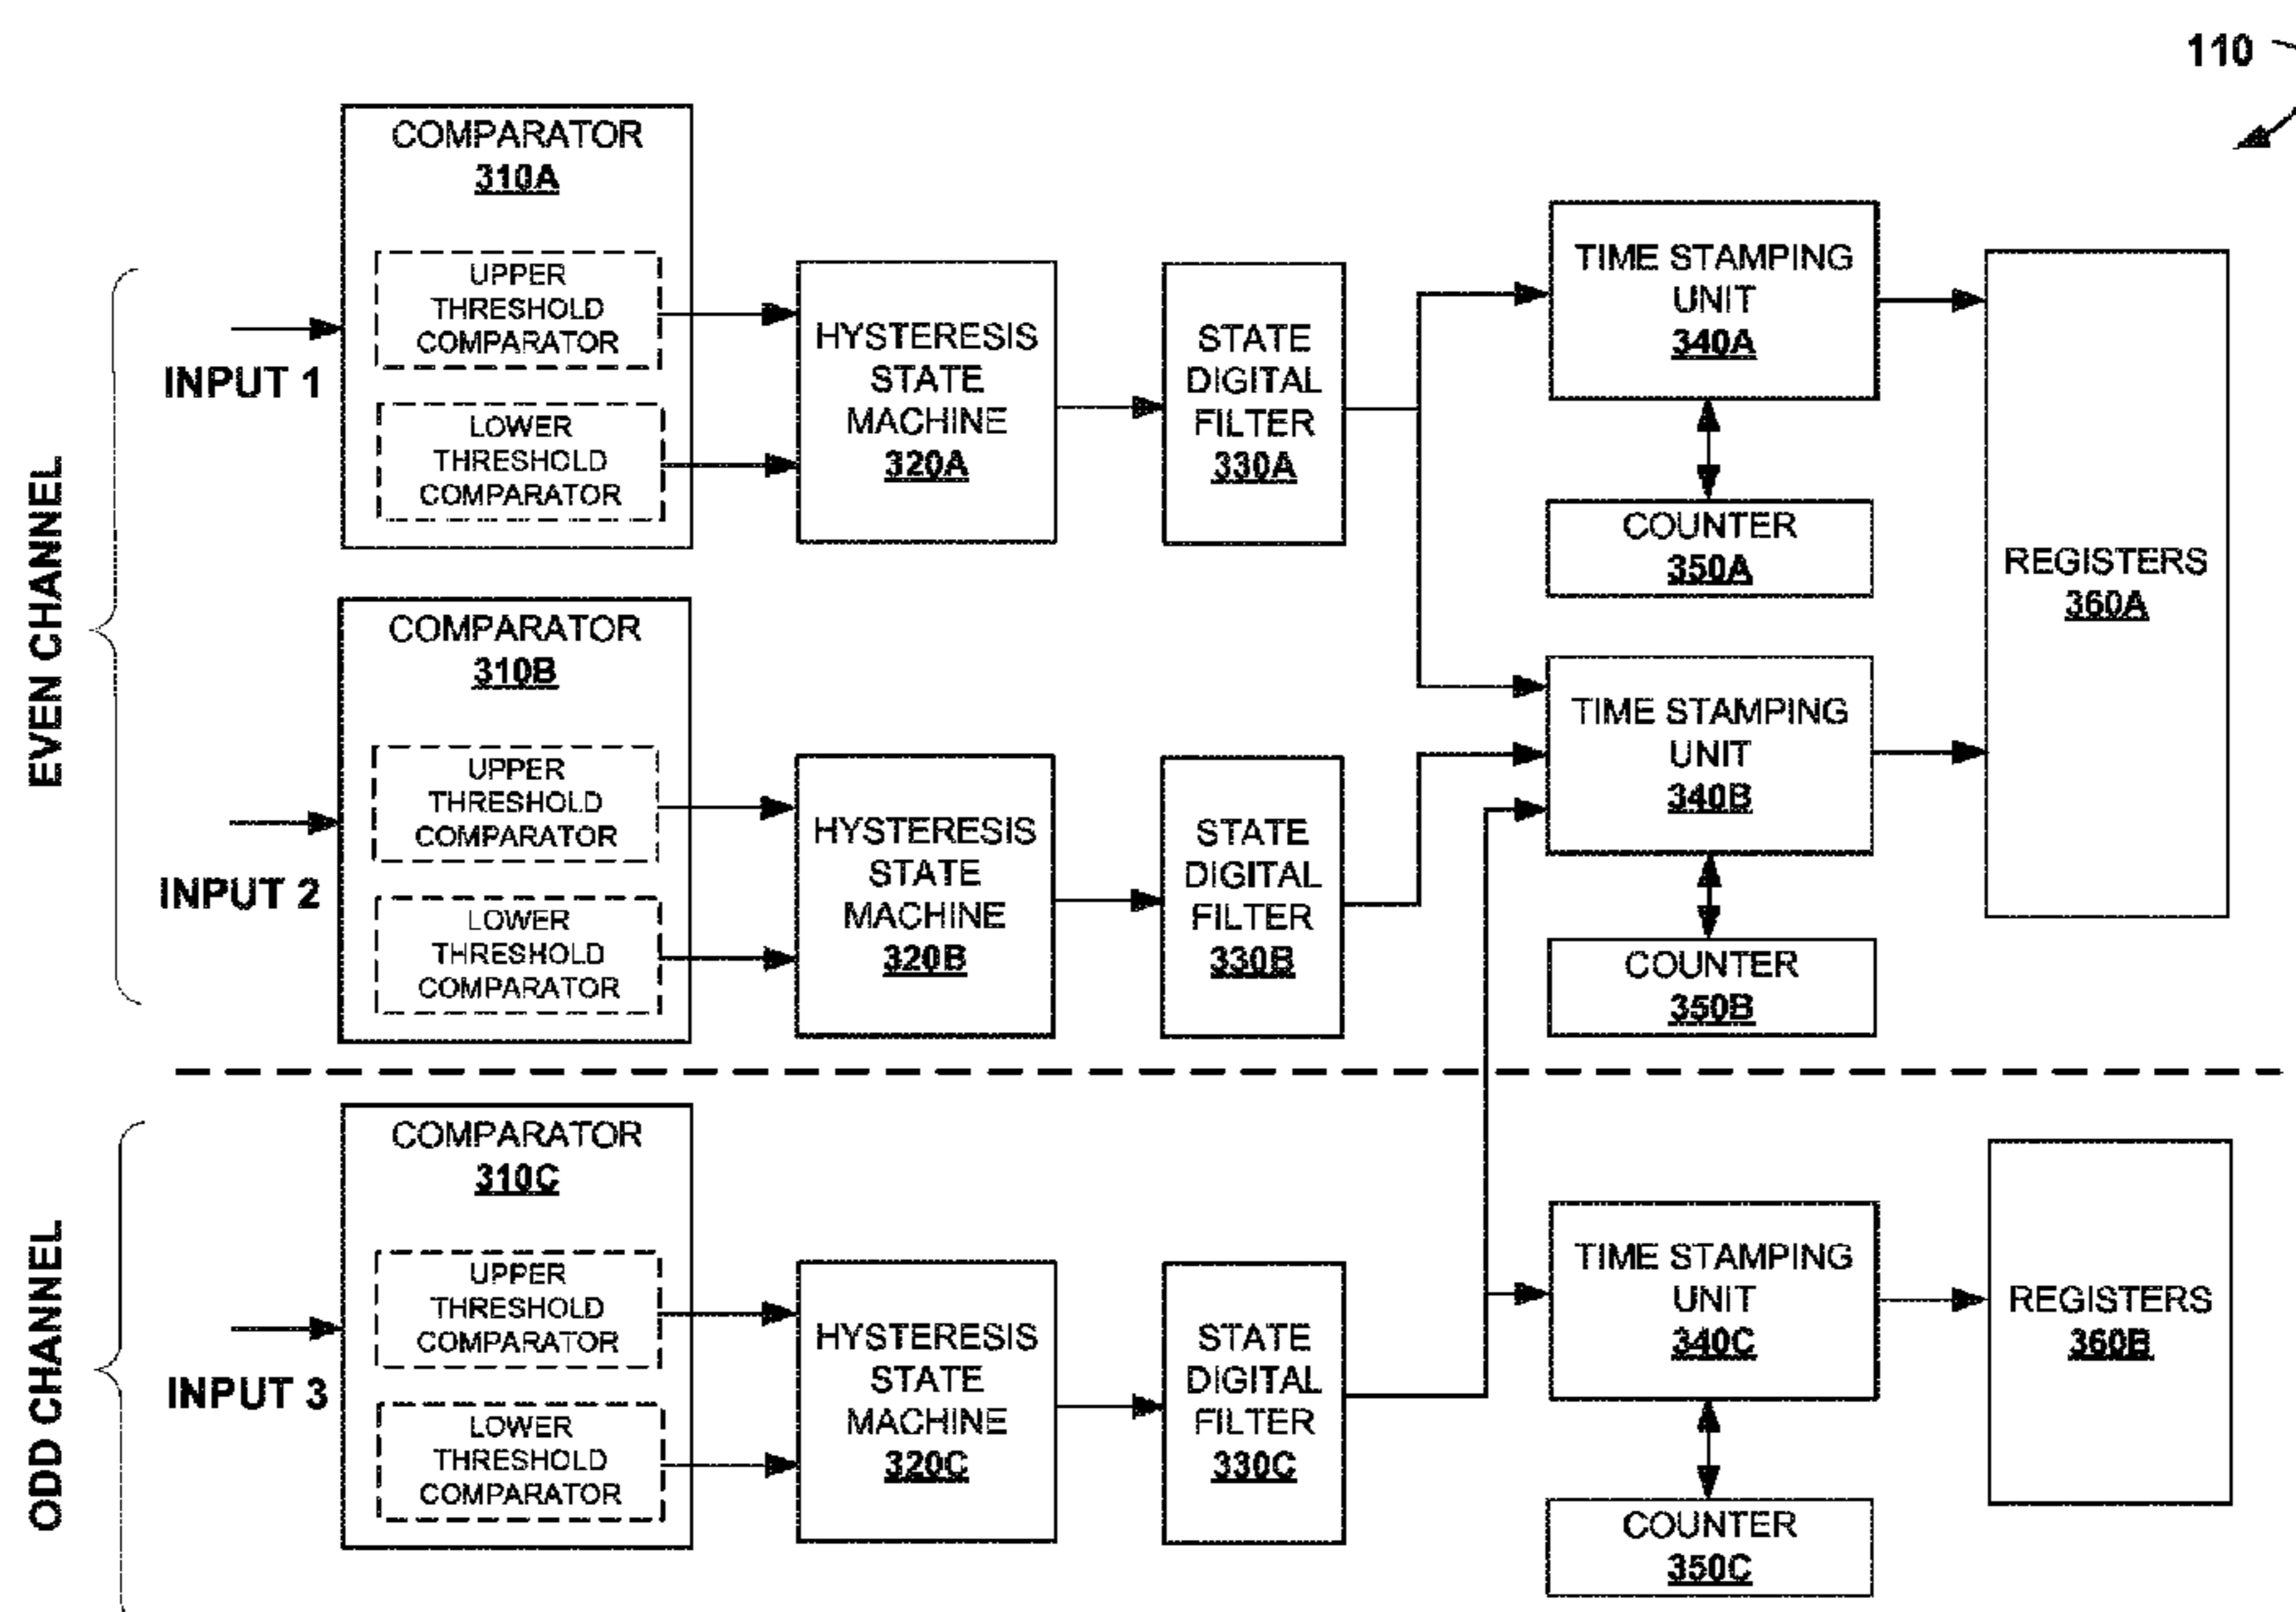 110
EVEN CHANNEL
INPUT 1
COMPARATOR
310A
UPPER
THRESHOLD
COMPARATOR
LOWER
THRESHOLD
COMPARATOR
HYSTERESIS
STATE
MACHINE
320A
STATE
DIGITAL
FILTER
330A
TIME STAMPING
UNIT
340A
COUNTER
350A
REGISTERS
360A
INPUT 2
COMPARATOR
310B
UPPER
THRESHOLD
COMPARATOR
LOWER
THRESHOLD
COMPARATOR
HYSTERESIS
STATE
MACHINE
320B
STATE
DIGITAL
FILTER
330B
TIME STAMPING
UNIT
340B
COUNTER
350B
ODD CHANNEL
INPUT 3
COMPARATOR
310C
UPPER
THRESHOLD
COMPARATOR
LOWER
THRESHOLD
COMPARATOR
HYSTERESIS
STATE
MACHINE
320C
STATE
DIGITAL
FILTER
330C
TIME STAMPING
UNIT
340C
COUNTER
350C
REGISTERS
360B